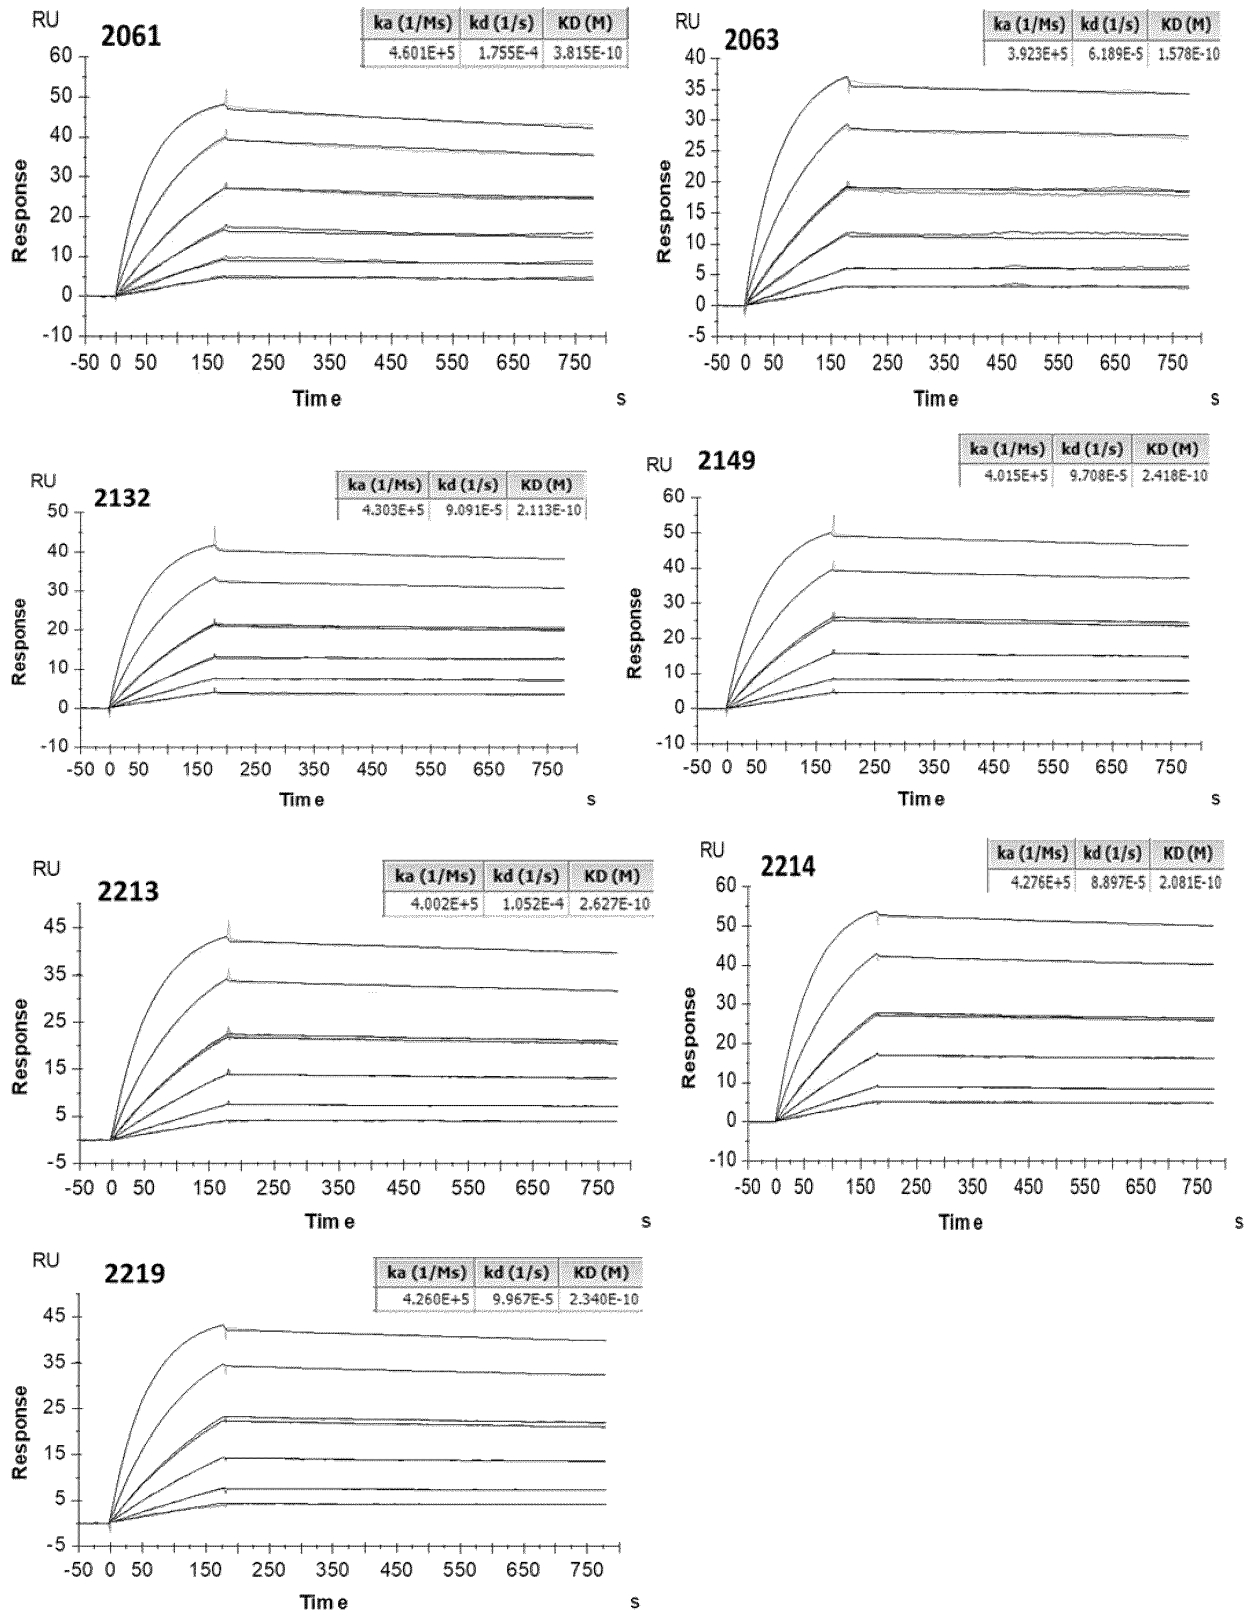 RU
2061
ka (1/Ms) kd (1/s) KD (M)
4.601E+5 1.755E-4 3.815E-10
60
50
40
30
20
10
0
-10
Response
-50 0 50 150 250 350 450 550 650 750
Time s
RU
2063
ka (1/Ms) kd (1/s) KD (M)
3.923E+5 6.189E-5 1.578E-10
40
35
30
25
20
15
10
5
0
-5
Response
-50 0 50 150 250 350 450 550 650 750
Time s
RU
2132
ka (1/Ms) kd (1/s) KD (M)
4.303E+5 9.091E-5 2.113E-10
50
40
30
20
10
0
-10
Response
-50 0 50 150 250 350 450 550 650 750
Time s
RU
2149
ka (1/Ms) kd (1/s) KD (M)
4.015E+5 9.708E-5 2.418E-10
60
50
40
30
20
10
0
-10
Response
-50 0 50 150 250 350 450 550 650 750
Time s
RU
2213
ka (1/Ms) kd (1/s) KD (M)
4.002E+5 1.052E-4 2.627E-10
45
35
25
15
5
-5
Response
-50 0 50 150 250 350 450 550 650 750
Time s
RU
2214
ka (1/Ms) kd (1/s) KD (M)
4.276E+5 8.897E-5 2.081E-10
60
50
40
30
20
10
0
-10
Response
-50 0 50 150 250 350 450 550 650 750
Time s
RU
2219
ka (1/Ms) kd (1/s) KD (M)
4.260E+5 9.967E-5 2.340E-10
45
35
25
15
5
-5
Response
-50 0 50 150 250 350 450 550 650 750
Time s